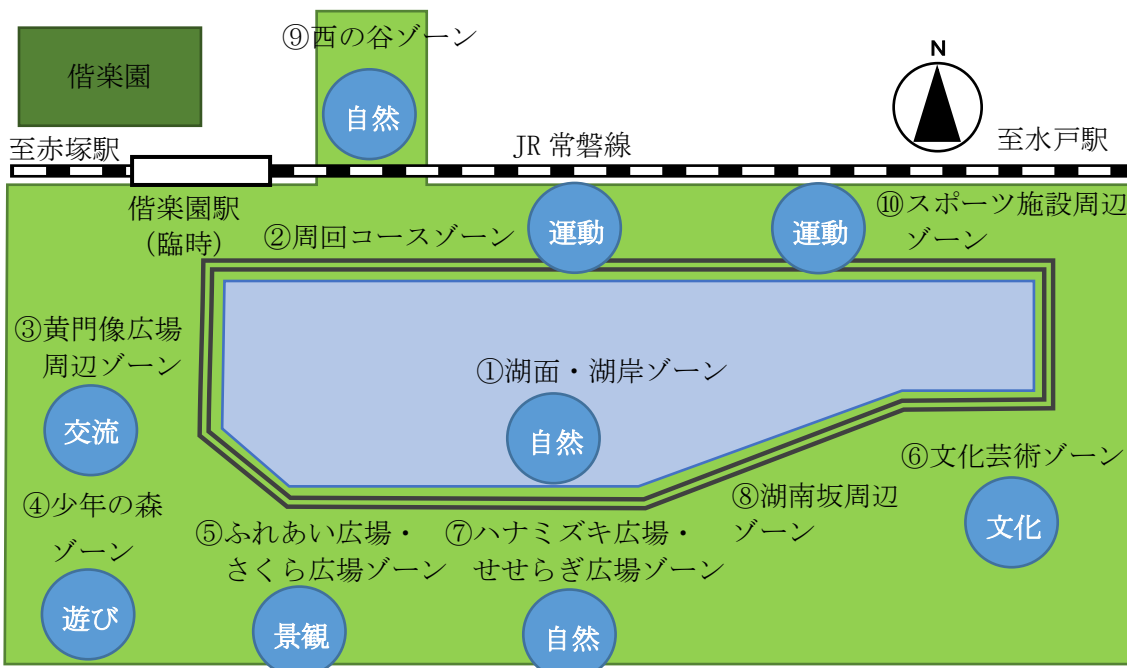 ⑨西の谷ゾーン
自然
偕楽園
N
至赤塚駅
JR 常磐線
至水戸駅
偕楽園駅
（臨時）
②周回コースゾーン
運動
運動
⑩スポーツ施設周辺
ゾーン
③黄門像広場
周辺ゾーン
交流
①湖面・湖岸ゾーン
自然
⑥文化芸術ゾーン
文化
④少年の森
ゾーン
遊び
⑤ふれあい広場・
さくら広場ゾーン
景観
⑦ハナミズキ広場・
せせらぎ広場ゾーン
自然
⑧湖南坂周辺
ゾーン